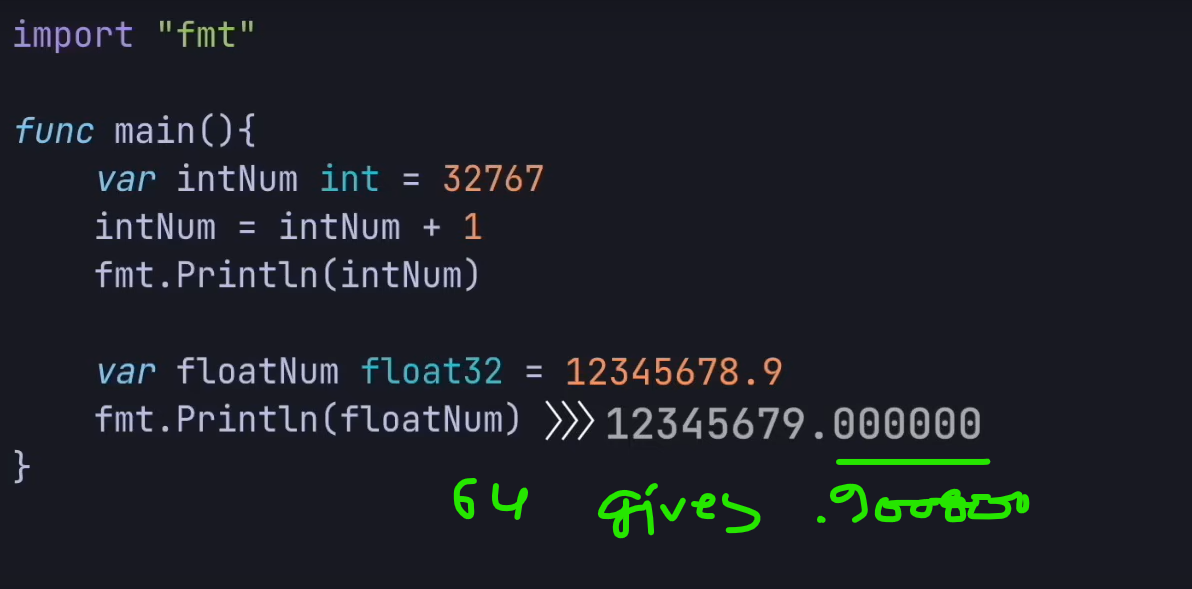 import "fmt"
func main(){
var intNum int = 32767
intNum = intNum + 1
fmt.Println(intNum)
var floatNum float32 = 12345678.9
fmt.Println(floatNum) >>> 12345679.000000
}
64 gives .900000